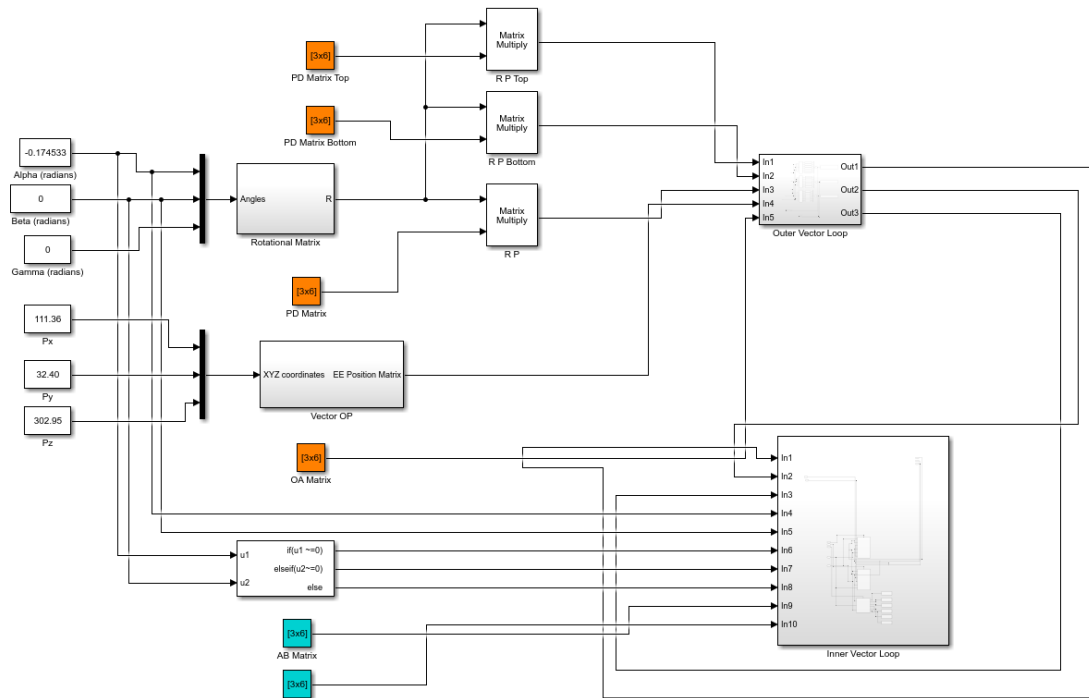 [3x6]
PD Matrix Top
Matrix
Multiply
R P Top
[3x6]
PD Matrix Bottom
Matrix
Multiply
R P Bottom
-0.174533
Alpha (radians)
0
Beta (radians)
0
Gamma (radians)
Angles
R
Rotational Matrix
Matrix
Multiply
R P
[3x6]
PD Matrix
In1
In2
In3
In4
In5
Out1
Out2
Out3
Outer Vector Loop
111.36
Px
32.40
Py
302.95
Pz
XYZ coordinates
EE Position Matrix
Vector OP
[3x6]
OA Matrix
u1
u2
if(u1 ~=0)
elseif(u2~=0)
else
[3x6]
AB Matrix
[3x6]
In1
In2
In3
In4
In5
In6
In7
In8
In9
In10
Inner Vector Loop